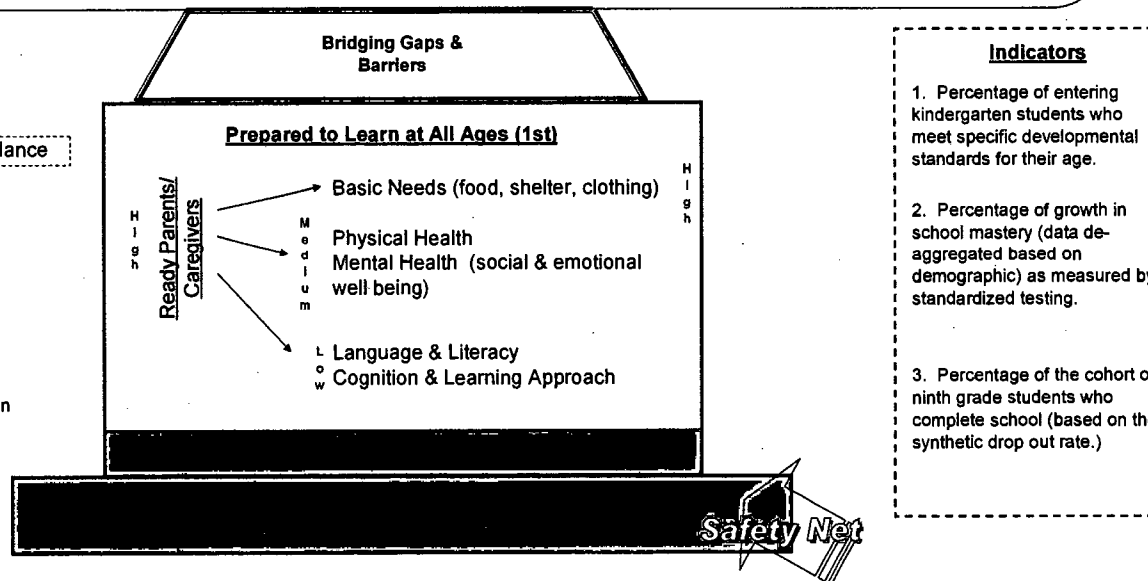 Bridging Gaps &
Barriers
Prepared to Learn at All Ages (1st)
High
Ready Parents/
Caregivers
Basic Needs (food, shelter, clothing)
High
Medium
Physical Health
Mental Health (social & emotional
well being)
Low
Language & Literacy
Cognition & Learning Approach
Safety Net
Indicators
1. Percentage of entering
kindergarten students who
meet specific developmental
standards for their age.
2. Percentage of growth in
school mastery (data de-
aggregated based on
demographic) as measured by
standardized testing.
3. Percentage of the cohort o
ninth grade students who
complete school (based on th
synthetic drop out rate.)
lance
n